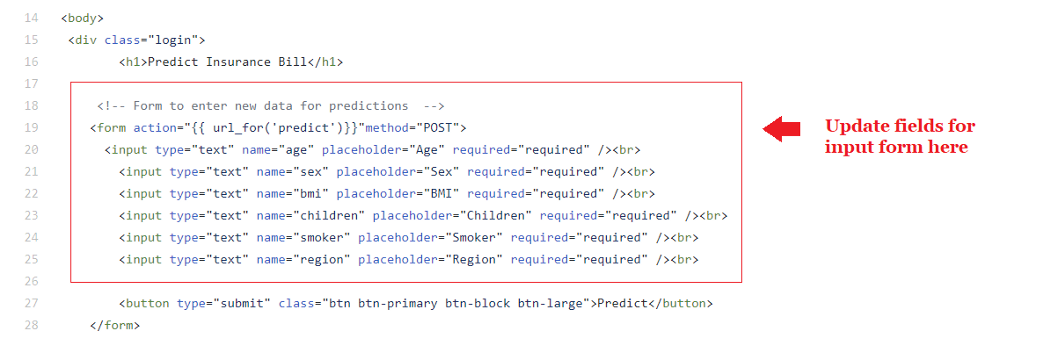 14 <body>
15 <div class="login">
16 <h1>Predict Insurance Bill</h1>
17
18 <!-- Form to enter new data for predictions -->
19 <form action="{{ url_for('predict')}}"method="POST">
20 <input type="text" name="age" placeholder="Age" required="required" /><br>
21 <input type="text" name="sex" placeholder="Sex" required="required" /><br>
22 <input type="text" name="bmi" placeholder="BMI" required="required" /><br>
23 <input type="text" name="children" placeholder="Children" required="required" /><br>
24 <input type="text" name="smoker" placeholder="Smoker" required="required" /><br>
25 <input type="text" name="region" placeholder="Region" required="required" /><br>
26
27 <button type="submit" class="btn btn-primary btn-block btn-large">Predict</button>
28 </form>
Update fields for
input form here